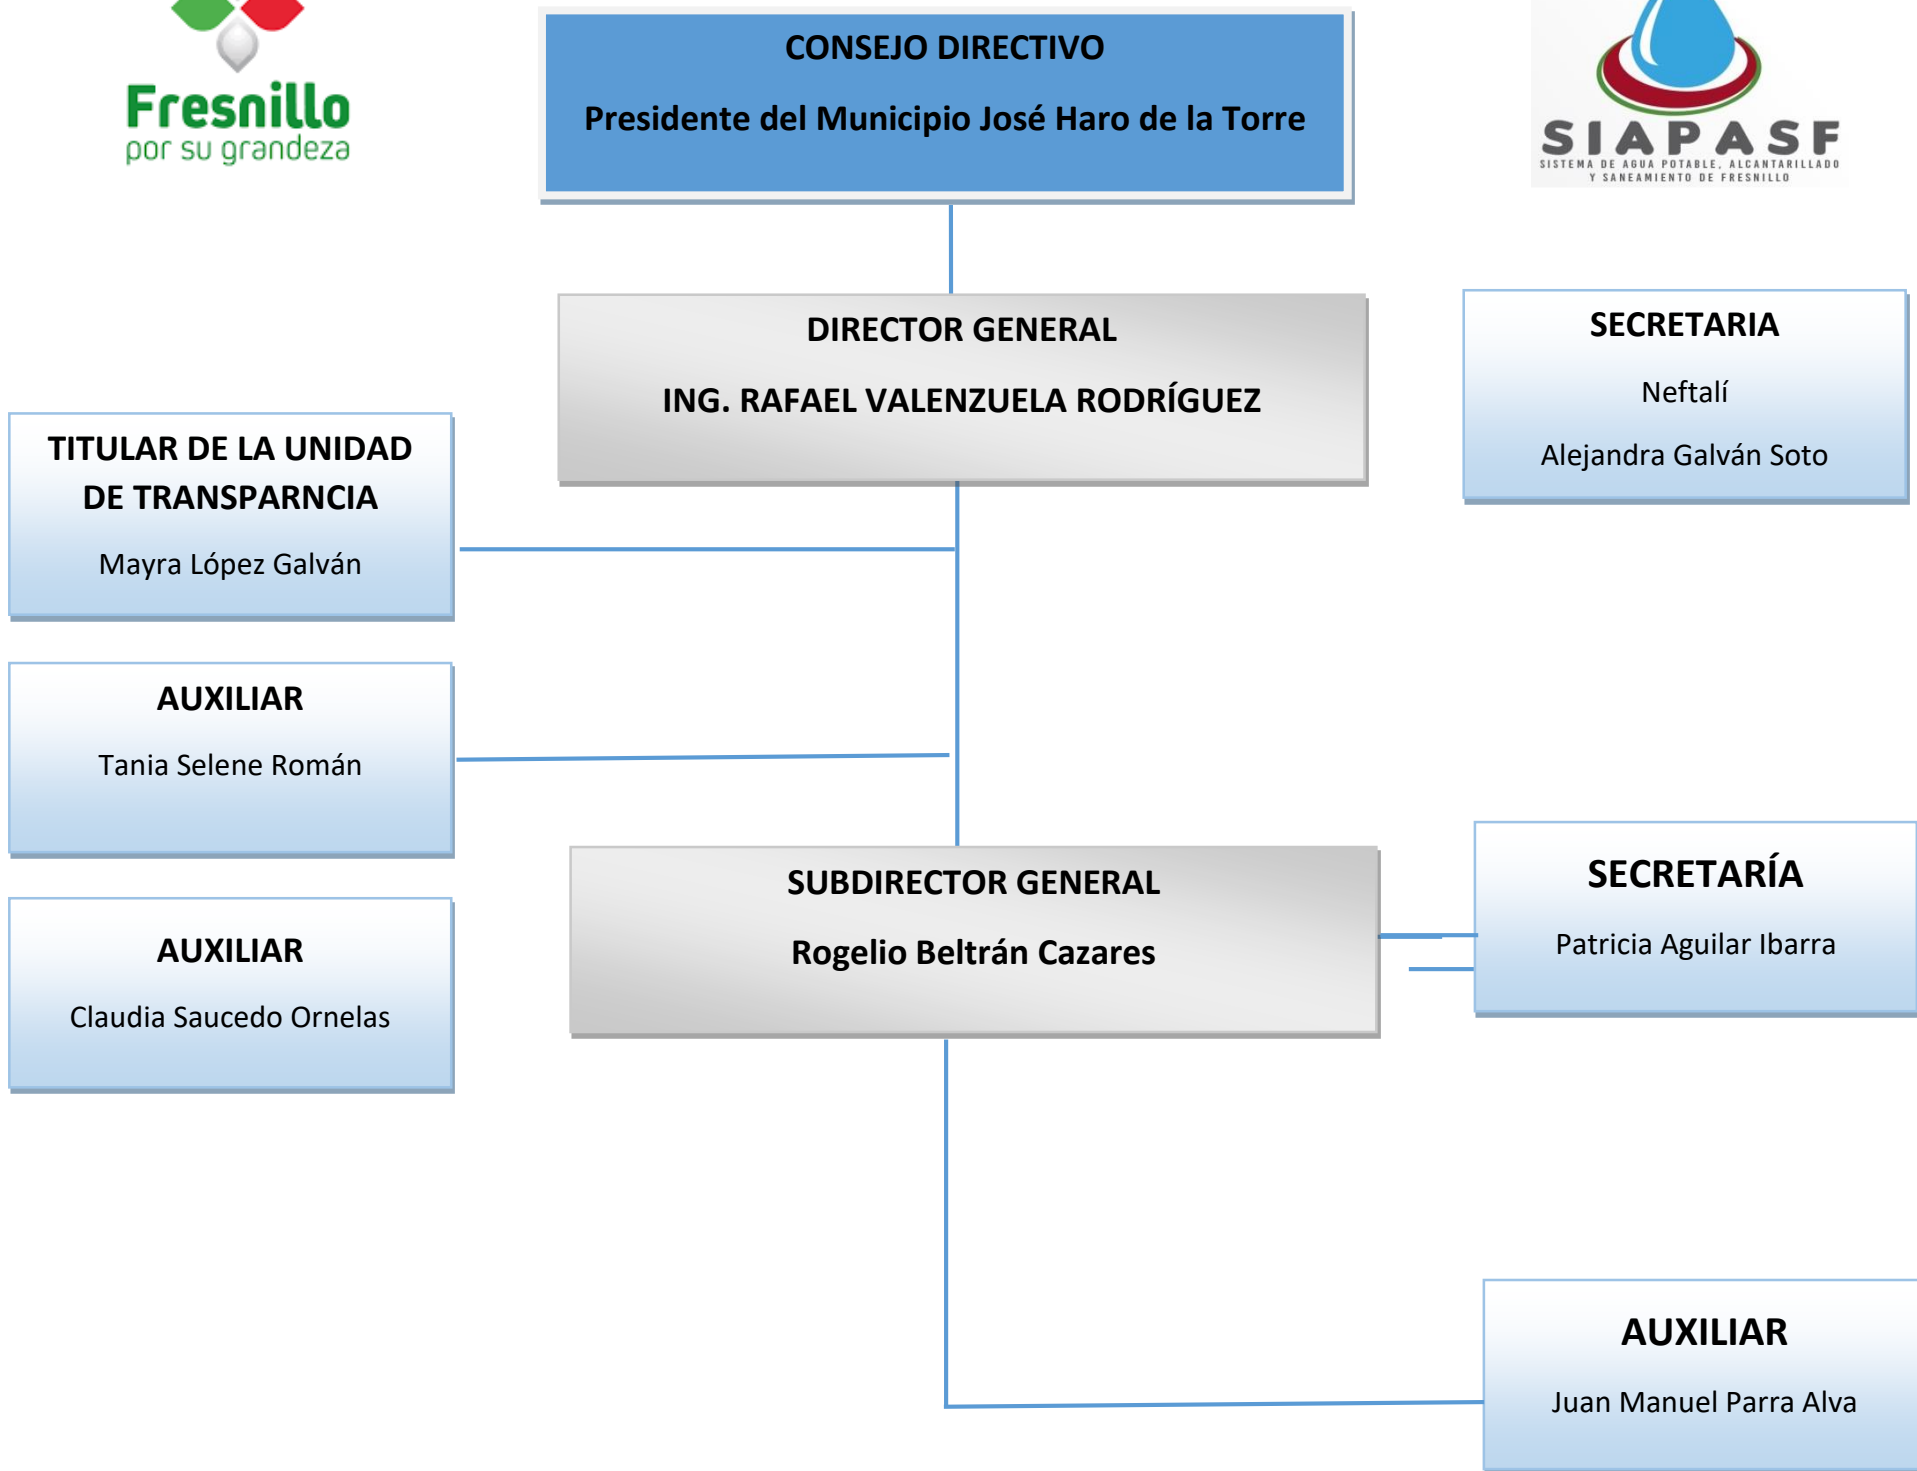 Fresnillo
por su grandeza
CONSEJO DIRECTIVO
Presidente del Municipio José Haro de la Torre
SIAPASF
SISTEMA DE AGUA POTABLE, ALCANTARILLADO
Y SANEAMIENTO DE FRESNILLO
DIRECTOR GENERAL
ING. RAFAEL VALENZUELA RODRÍGUEZ
SECRETARIA
Neftalí
Alejandra Galván Soto
TITULAR DE LA UNIDAD
DE TRANSPARNCIA
Mayra López Galván
AUXILIAR
Tania Selene Román
SUBDIRECTOR GENERAL
Rogelio Beltrán Cazares
SECRETARÍA
Patricia Aguilar Ibarra
AUXILIAR
Claudia Saucedo Ornelas
AUXILIAR
Juan Manuel Parra Alva